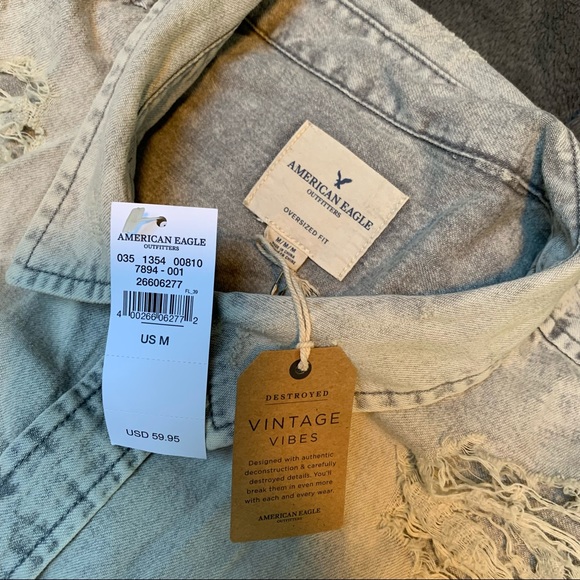 AMERICAN EAGLE
OUTFITTERS
OVERSIZED FIT
M/M/M
AMERICAN EAGLE
OUTFITTERS
035 1354 00810
7894 - 001
26606277
FL_39
4 00266 06277 2
US M
USD 59.95
DESTROYED
VINTAGE
VIBES
Designed with authentic
deconstruction & carefully
destroyed details. You'll
break them in even more
with each and every wear.
AMERICAN EAGLE
OUTFITTERS